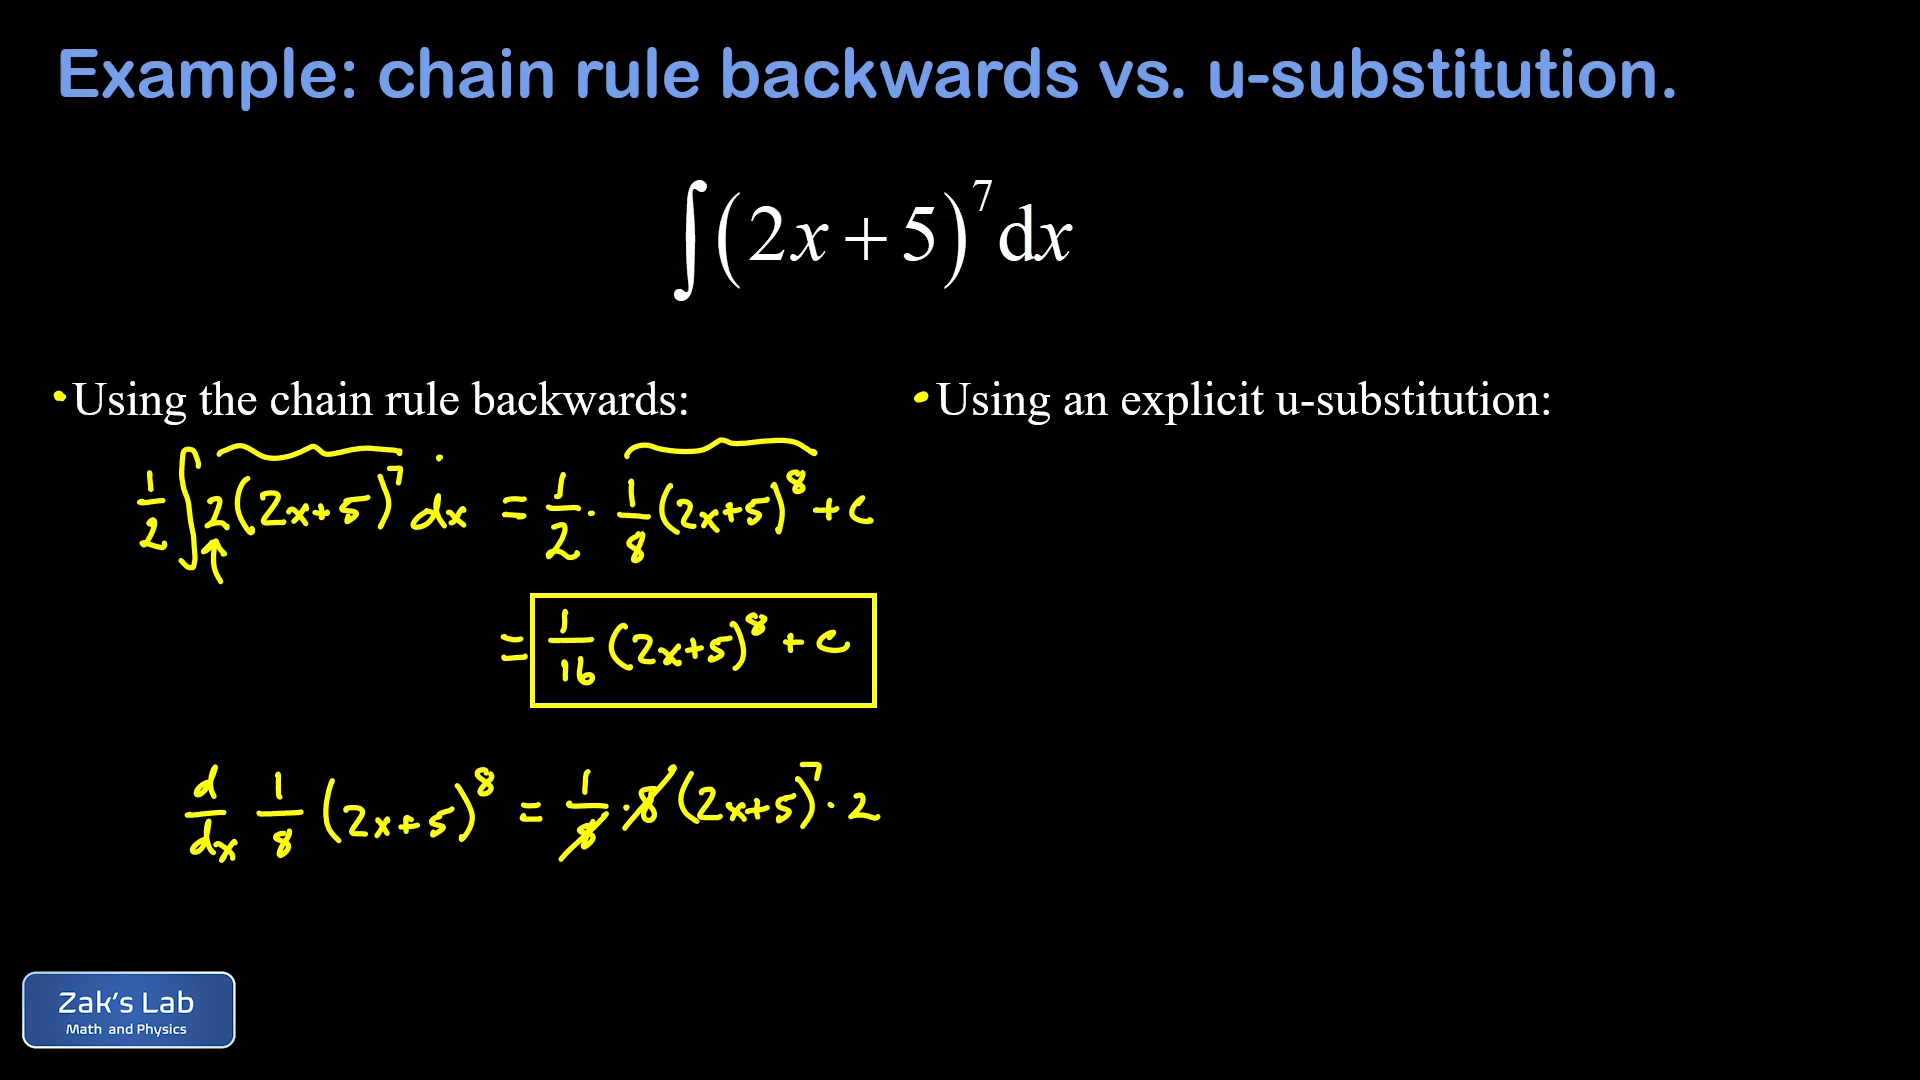 Example: chain rule backwards vs. u-substitution.
∫(2x+5)⁷dx
•Using the chain rule backwards:
1/2 ∫ 2(2x+5)⁷ dx = 1/2 · 1/8 (2x+5)⁸ + c
= 1/16 (2x+5)⁸ + c
d/dx 1/8 (2x+5)⁸ = 1/8 · 8(2x+5)⁷ · 2
•Using an explicit u-substitution:
Zak's Lab
Math and Physics